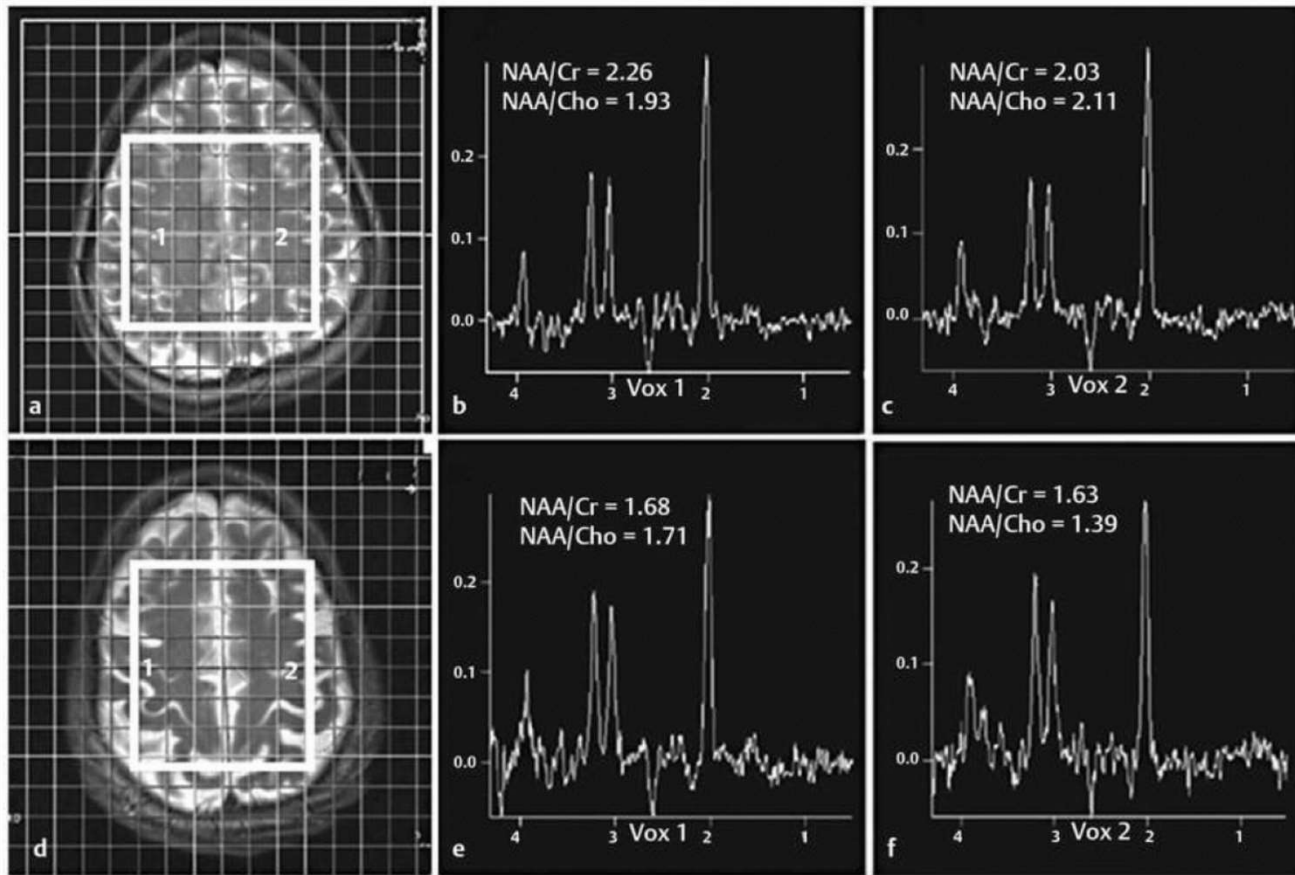 1
2
a
NAA/Cr = 2.26
NAA/Cho = 1.93
0.2
0.1
0.0
4
3
Vox 1
2
1
b
NAA/Cr = 2.03
NAA/Cho = 2.11
0.2
0.1
0.0
4
3
Vox 2
2
1
c
1
2
d
NAA/Cr = 1.68
NAA/Cho = 1.71
0.2
0.1
0.0
4
3
Vox 1
2
1
e
NAA/Cr = 1.63
NAA/Cho = 1.39
0.2
0.1
0.0
4
3
Vox 2
2
1
f